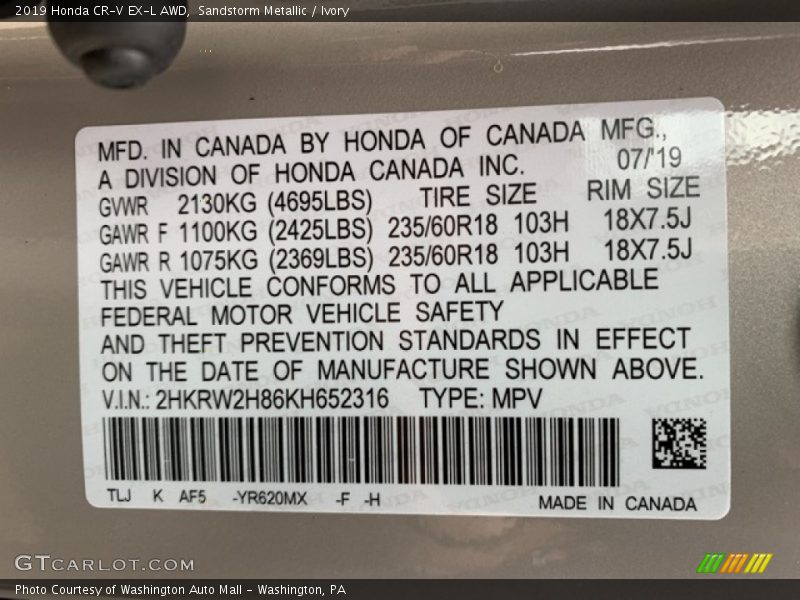 2019 Honda CR-V EX-L AWD,  Sandstorm Metallic / Ivory
MFD. IN CANADA BY HONDA OF CANADA MFG.,
A DIVISION OF HONDA CANADA INC. 07/'19
GVWR 2130KG (4695LBS) TIRE SIZE RIM SIZE
GAWR F 1100KG (2425LBS) 235/60R18 103H 18X7.5J
GAWR R 1075KG (2369LBS) 235/60R18 103H 18X7.5J
THIS VEHICLE CONFORMS TO ALL APPLICABLE
FEDERAL MOTOR VEHICLE SAFETY
AND THEFT PREVENTION STANDARDS IN EFFECT
ON THE DATE OF MANUFACTURE SHOWN ABOVE.
V.I.N.: 2HKRW2H86KH652316 TYPE: MPV
TLJ K AF5 -YR620MX -F -H MADE IN CANADA
GTCARLOT.COM
Photo Courtesy of Washington Auto Mall - Washington, PA